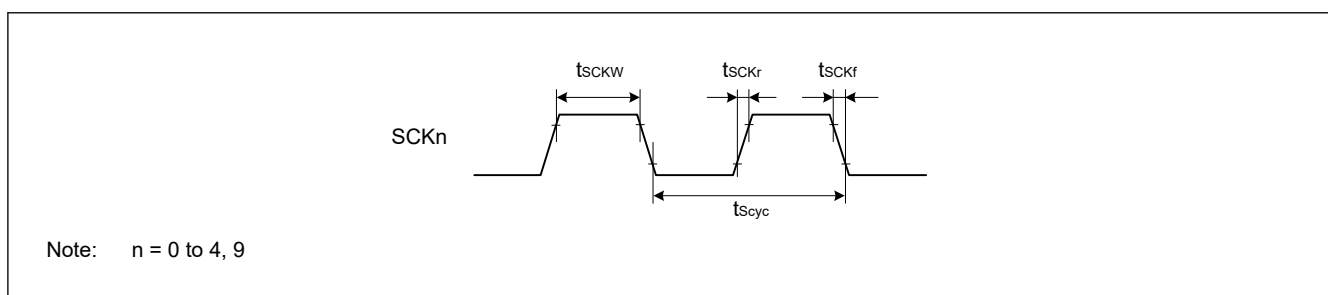 tSCKW tSCKr tSCKf
SCKn
tScyc
Note: n = 0 to 4, 9